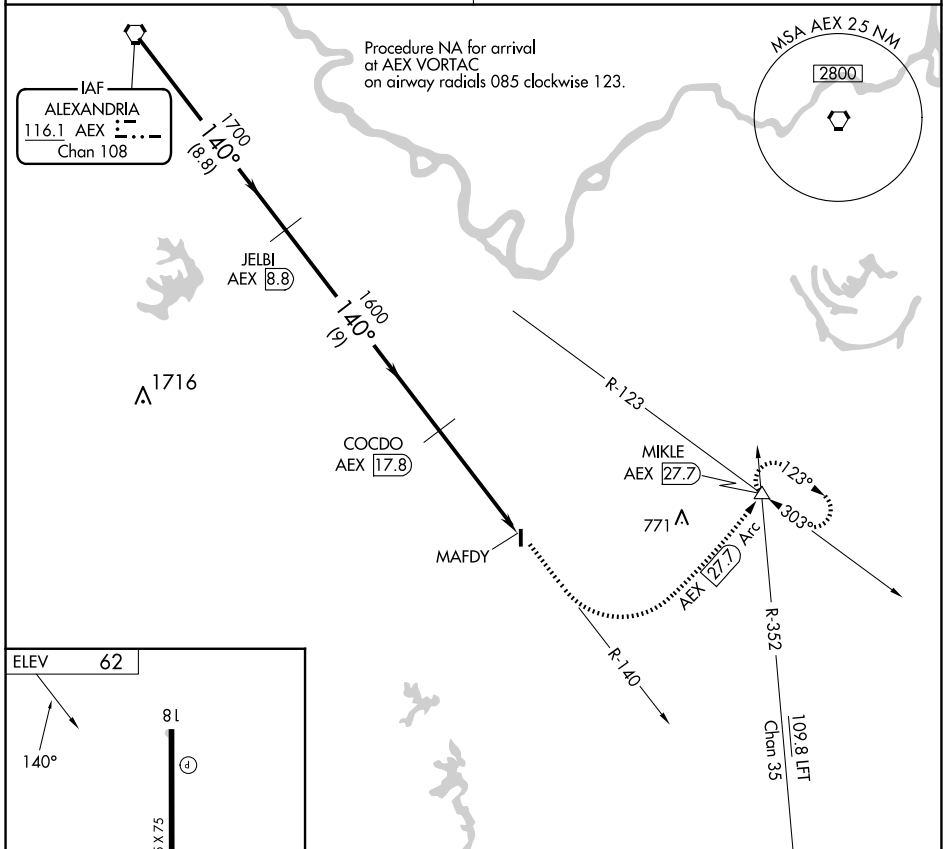 Procedure NA for arrival
at AEX VORTAC
on airway radials 085 clockwise 123.
MSA AEX 25 NM
2800
IAF
ALEXANDRIA
116.1 AEX
Chan 108
1700
140°
(8.8)
JELBI
AEX 8.8
1600
140°
(9)
1716
COCDO
AEX 17.8
MAFDY
R-123
MIKLE
AEX 27.7
123°
303°
771
AEX 27.7 Arc
R-140
R-352
109.8 LFT
Chan 35
ELEV 62
140°
18
P
X 75